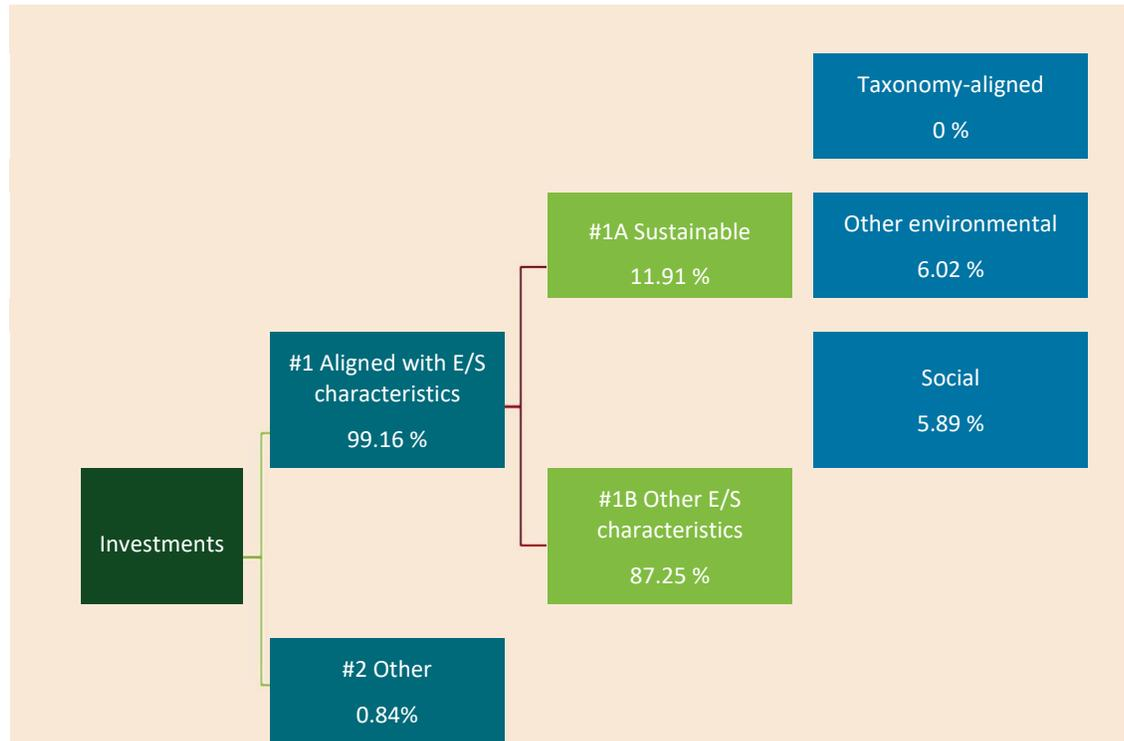 Taxonomy-aligned
0 %
#1A Sustainable
11.91 %
Other environmental
6.02 %
#1 Aligned with E/S
characteristics
99.16 %
Social
5.89 %
Investments
#1B Other E/S
characteristics
87.25 %
#2 Other
0.84%